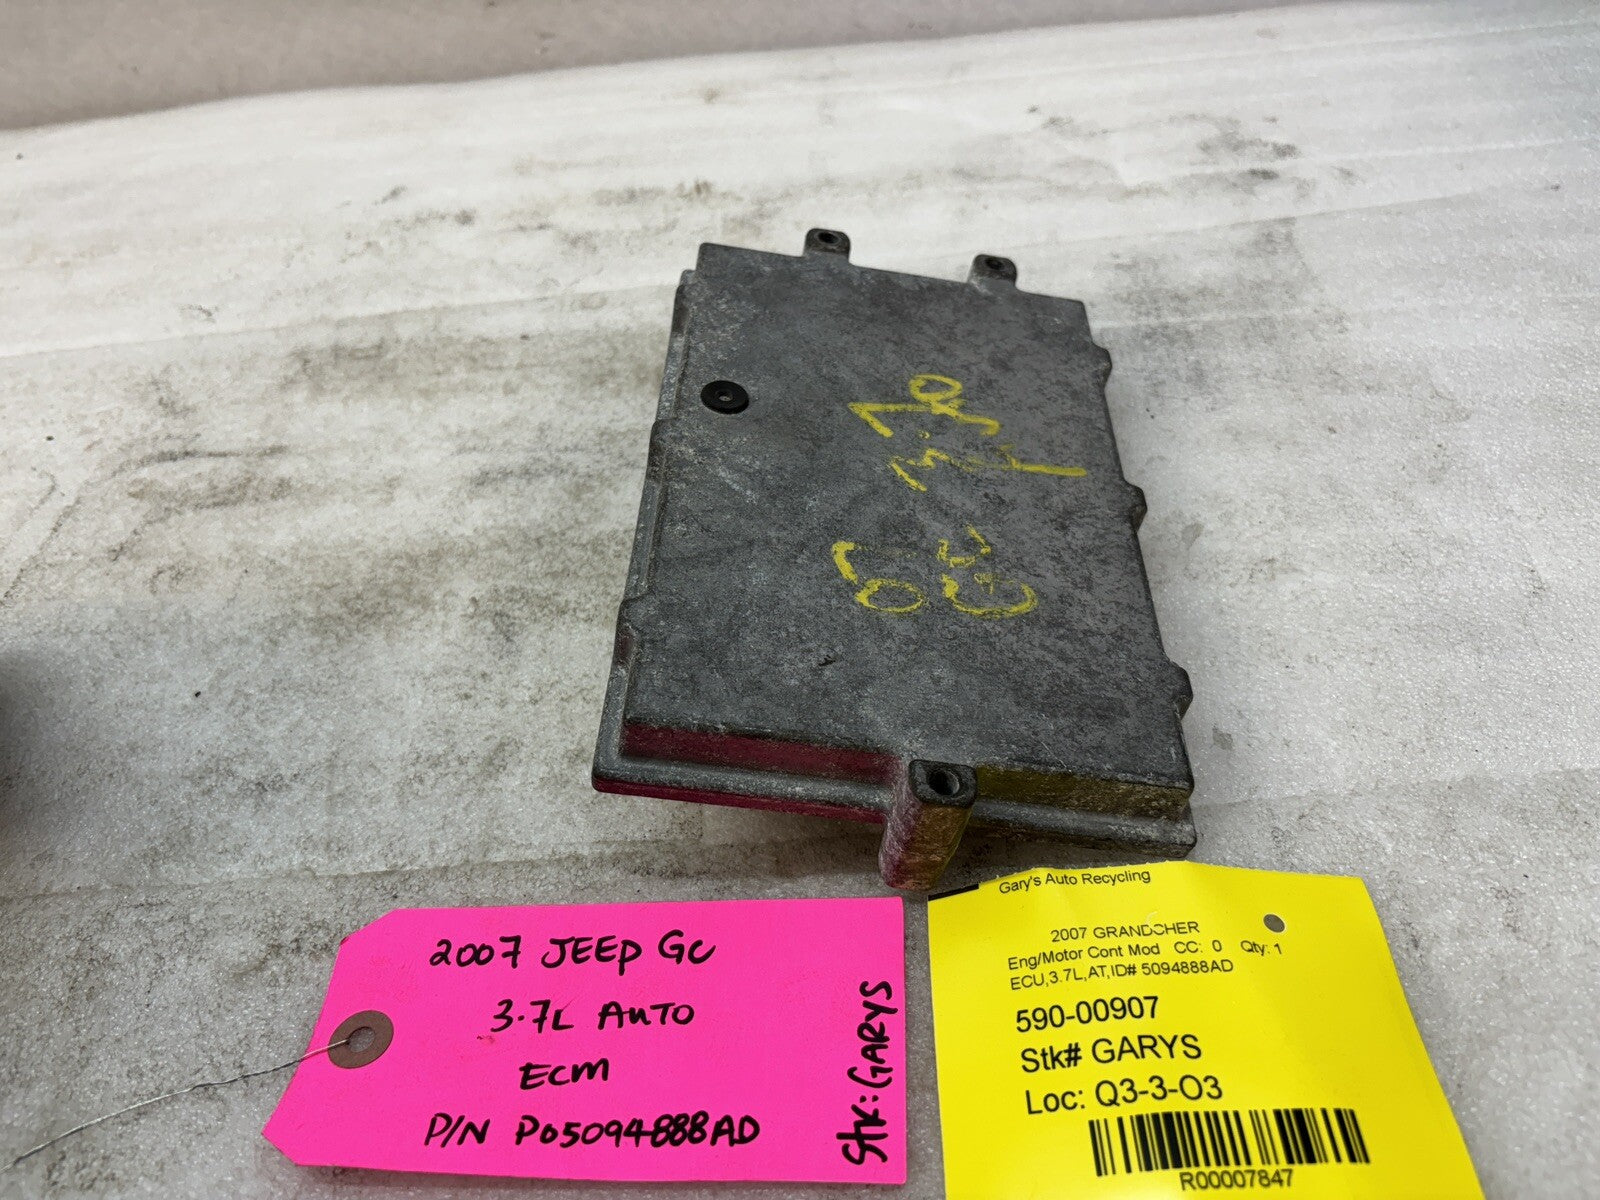 3.7L
2007 JEEP GC
3.7L AUTO
ECM
P/N P05094888AD
Stk: GARYS
Gary's Auto Recycling
2007 GRANDCHER
Eng/Motor Cont Mod CC: 0 Qty: 1
ECU,3.7L,AT,ID# 5094888AD
590-00907
Stk# GARYS
Loc: Q3-3-O3
R00007847